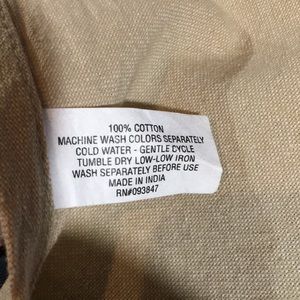 100% COTTON
MACHINE WASH COLORS SEPARATELY
COLD WATER - GENTLE CYCLE
TUMBLE DRY LOW-LOW IRON
WASH SEPARATELY BEFORE USE
MADE IN INDIA
RN#093847